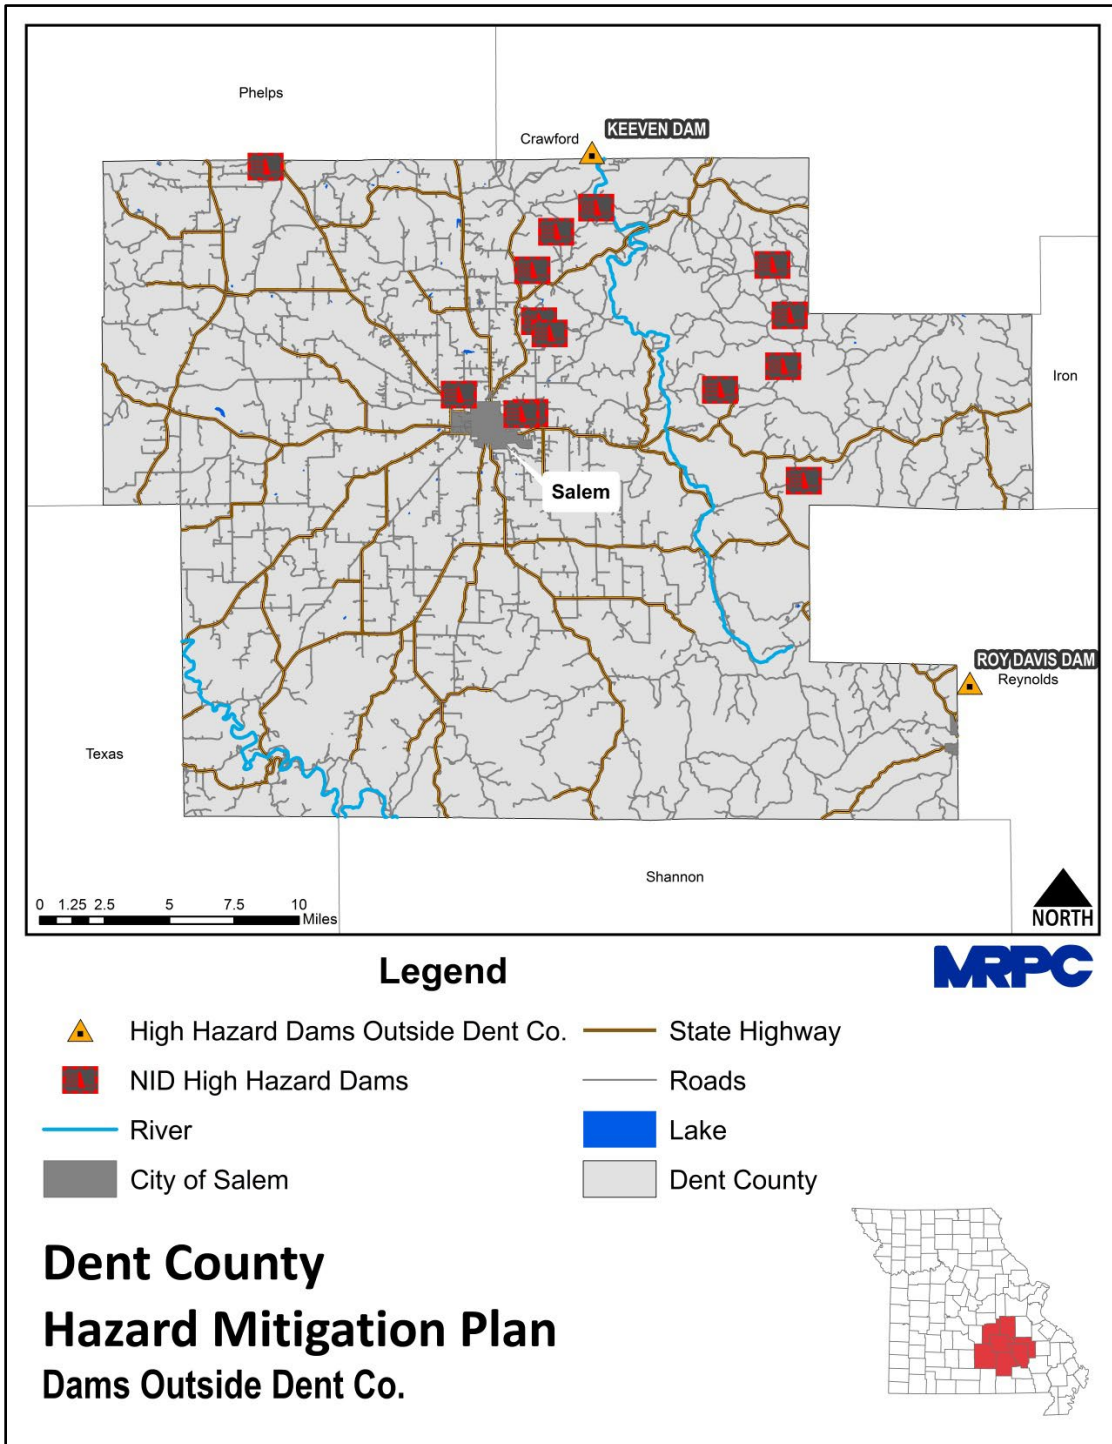 Phelps
Crawford
KEEVEN DAM
Iron
Salem
ROY DAVIS DAM
Reynolds
Texas
Shannon
0 1.25 2.5 5 7.5 10
Miles
NORTH
MRPC
Legend
High Hazard Dams Outside Dent Co.
State Highway
NID High Hazard Dams
Roads
River
Lake
City of Salem
Dent County
Dent County
Hazard Mitigation Plan
Dams Outside Dent Co.